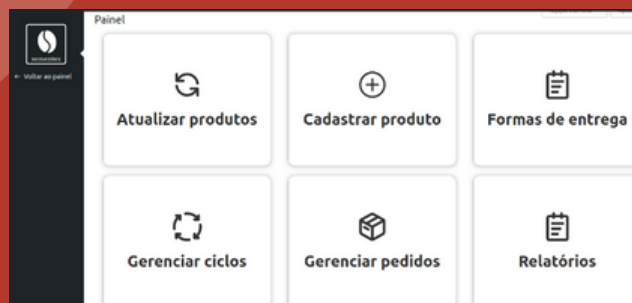 Painel
← Voltar ao painel
Atualizar produtos
Cadastrar produto
Formas de entrega
Gerenciar ciclos
Gerenciar pedidos
Relatórios